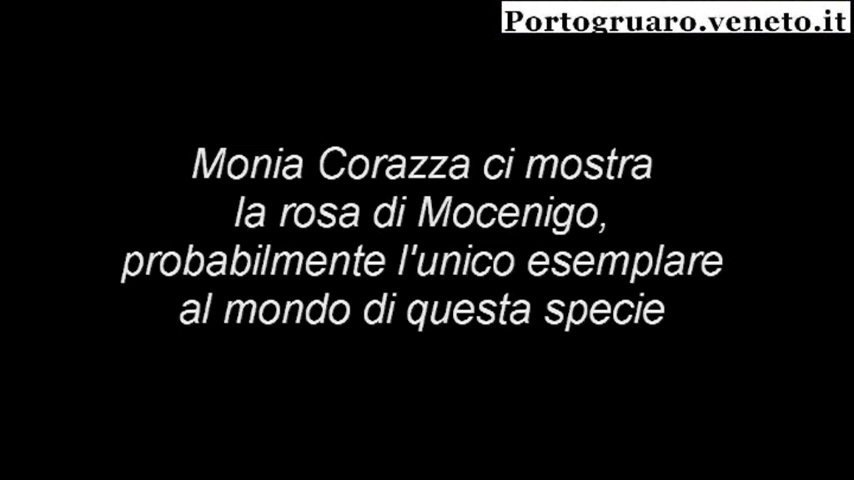 Portogruaro.veneto.it
Monia Corazza ci mostra
la rosa di Mocenigo,
probabilmente l'unico esemplare
al mondo di questa specie